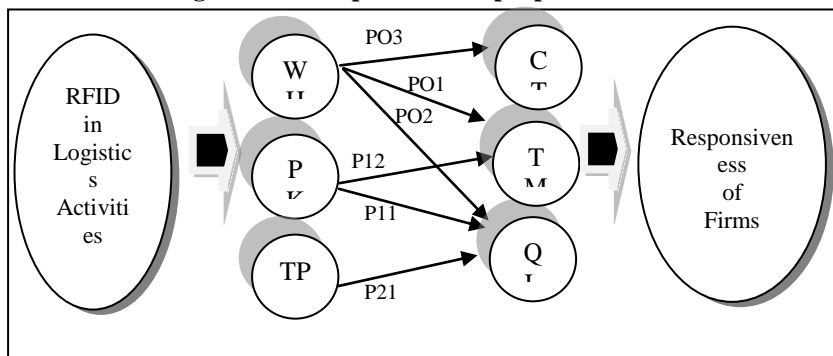 RFID
in
Logistic
s
Activiti
es
W
P
TP
PO3
PO1
PO2
P12
P11
P21
C
T
M
Q
Responsiven
ess
of
Firms